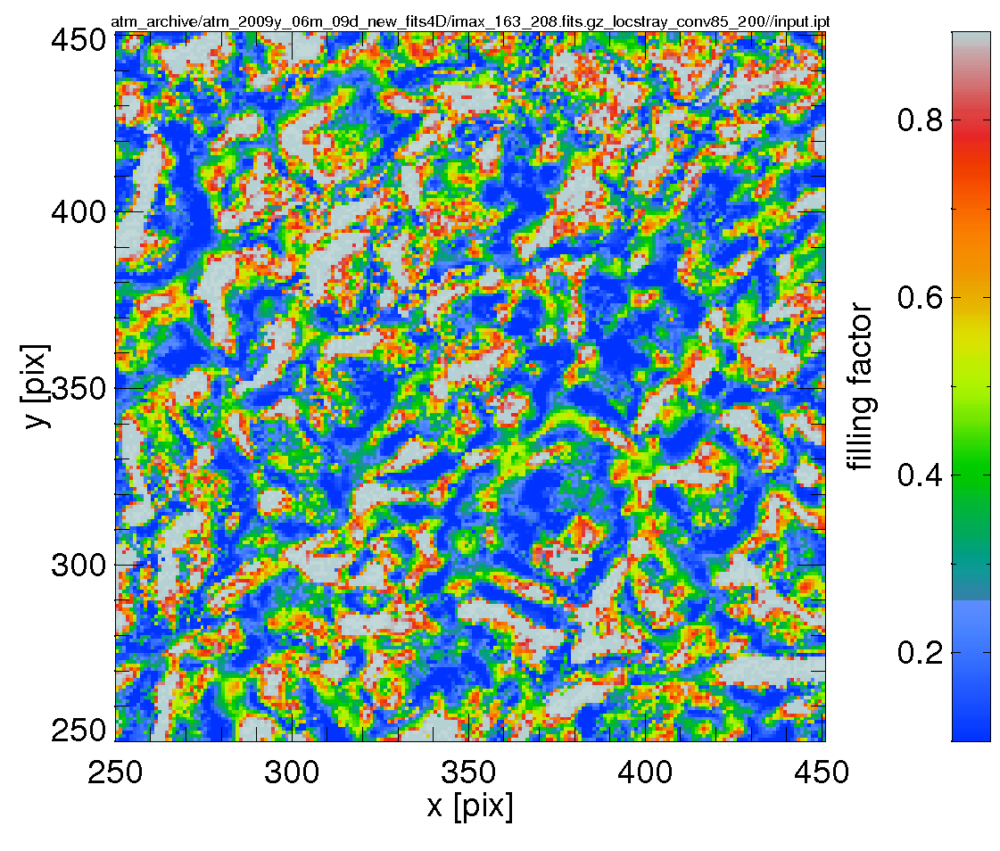 atm_archive/atm_2009y_06m_09d_new_fits4D/imax_163_208.fits.gz_locstray_conv85_200//input.ipt
450
400
350
300
250
y [pix]
250 300 350 400 450
x [pix]
0.8
0.6
0.4
0.2
filling factor